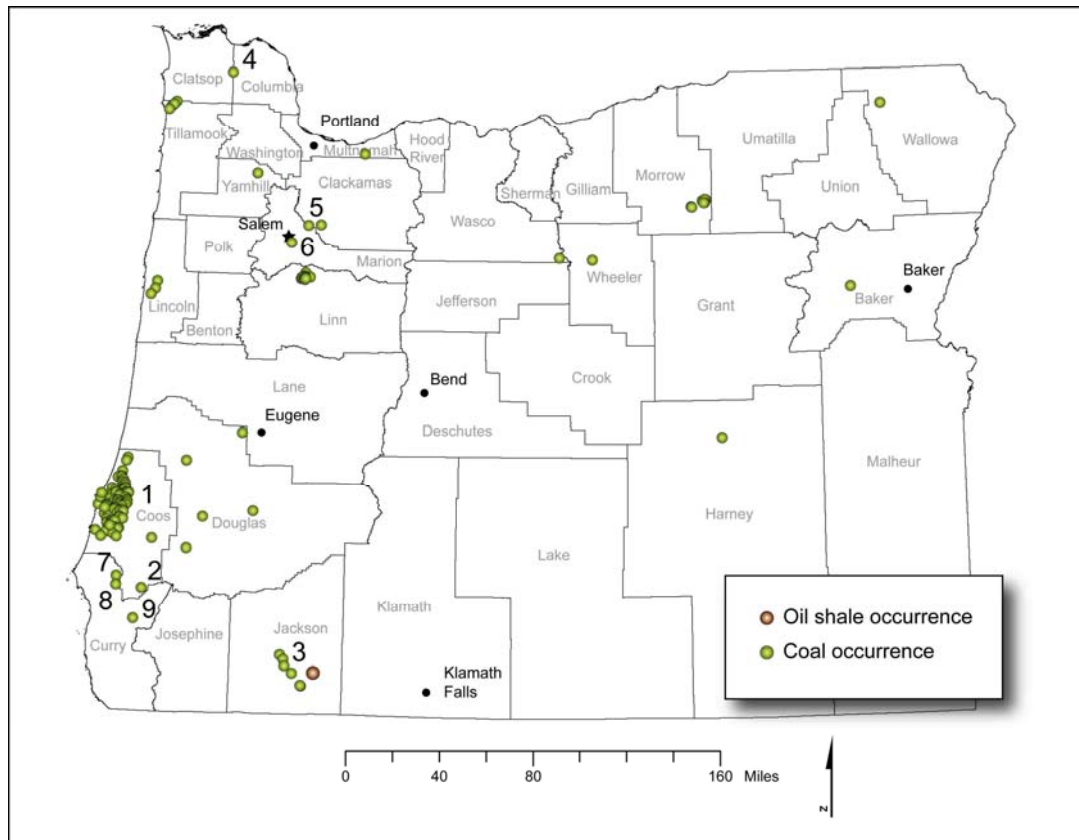 4
Clatsop
Columbia
Portland
Tillamook
Washington
Multnomah
Hood
River
Umatilla
Wallowa
Yamhill
Clackamas
Sherman
Gilliam
Morrow
Union
5
Salem
Wasco
6
Polk
Marion
Wheeler
Baker
Lincoln
Jefferson
Grant
Baker
Benton
Linn
Lane
Bend
Crook
Eugene
Deschutes
Malheur
1
Coos
Douglas
Harney
7
2
Lake
8
9
Klamath
Curry
Josephine
Jackson
3
Klamath
Falls
Oil shale occurrence
Coal occurrence
0
40
80
160
Miles
N